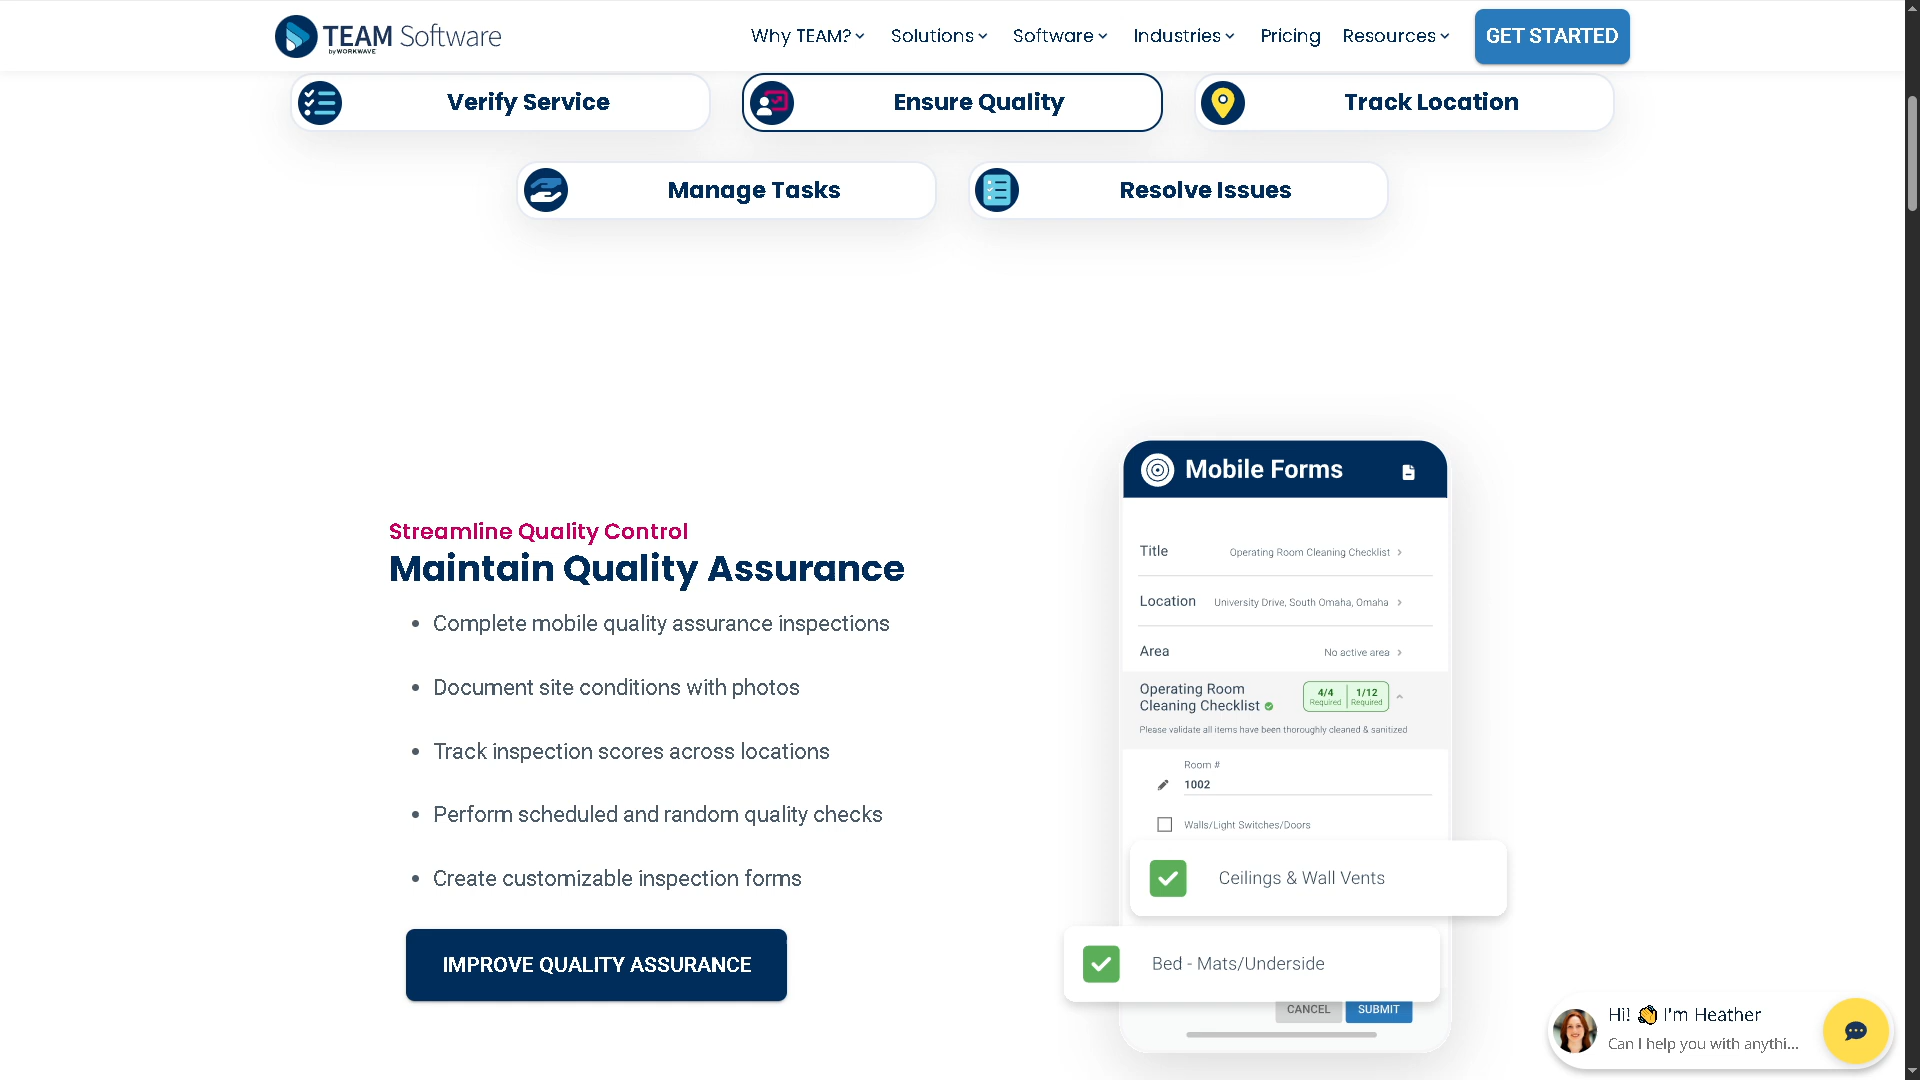 TEAM Software
by WORKWAVE
Why TEAM?
Solutions
Software
Industries
Pricing
Resources
GET STARTED
Verify Service
Ensure Quality
Track Location
Manage Tasks
Resolve Issues
Streamline Quality Control
Maintain Quality Assurance
• Complete mobile quality assurance inspections
• Document site conditions with photos
• Track inspection scores across locations
• Perform scheduled and random quality checks
• Create customizable inspection forms
IMPROVE QUALITY ASSURANCE
Mobile Forms
Title Operating Room Cleaning Checklist
Location University Drive, South Omaha, Omaha
Area No active area
Operating Room
Cleaning Checklist
4/4 1/12
Required Required
Please validate all items have been thoroughly cleaned & sanitized
Room #
1002
Walls/Light Switches/Doors
Ceilings & Wall Vents
Bed - Mats/Underside
CANCEL SUBMIT
Hi! 👋 I'm Heather
Can I help you with anythi...